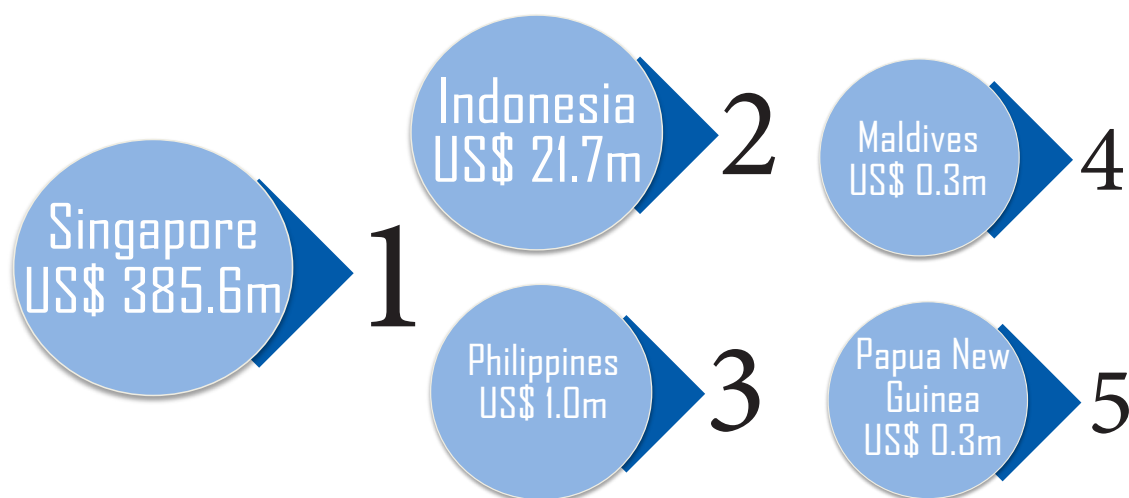 Singapore
US$ 385.6m
1
Indonesia
US$ 21.7m
2
Philippines
US$ 1.0m
3
Maldives
US$ 0.3m
4
Papua New
Guinea
US$ 0.3m
5